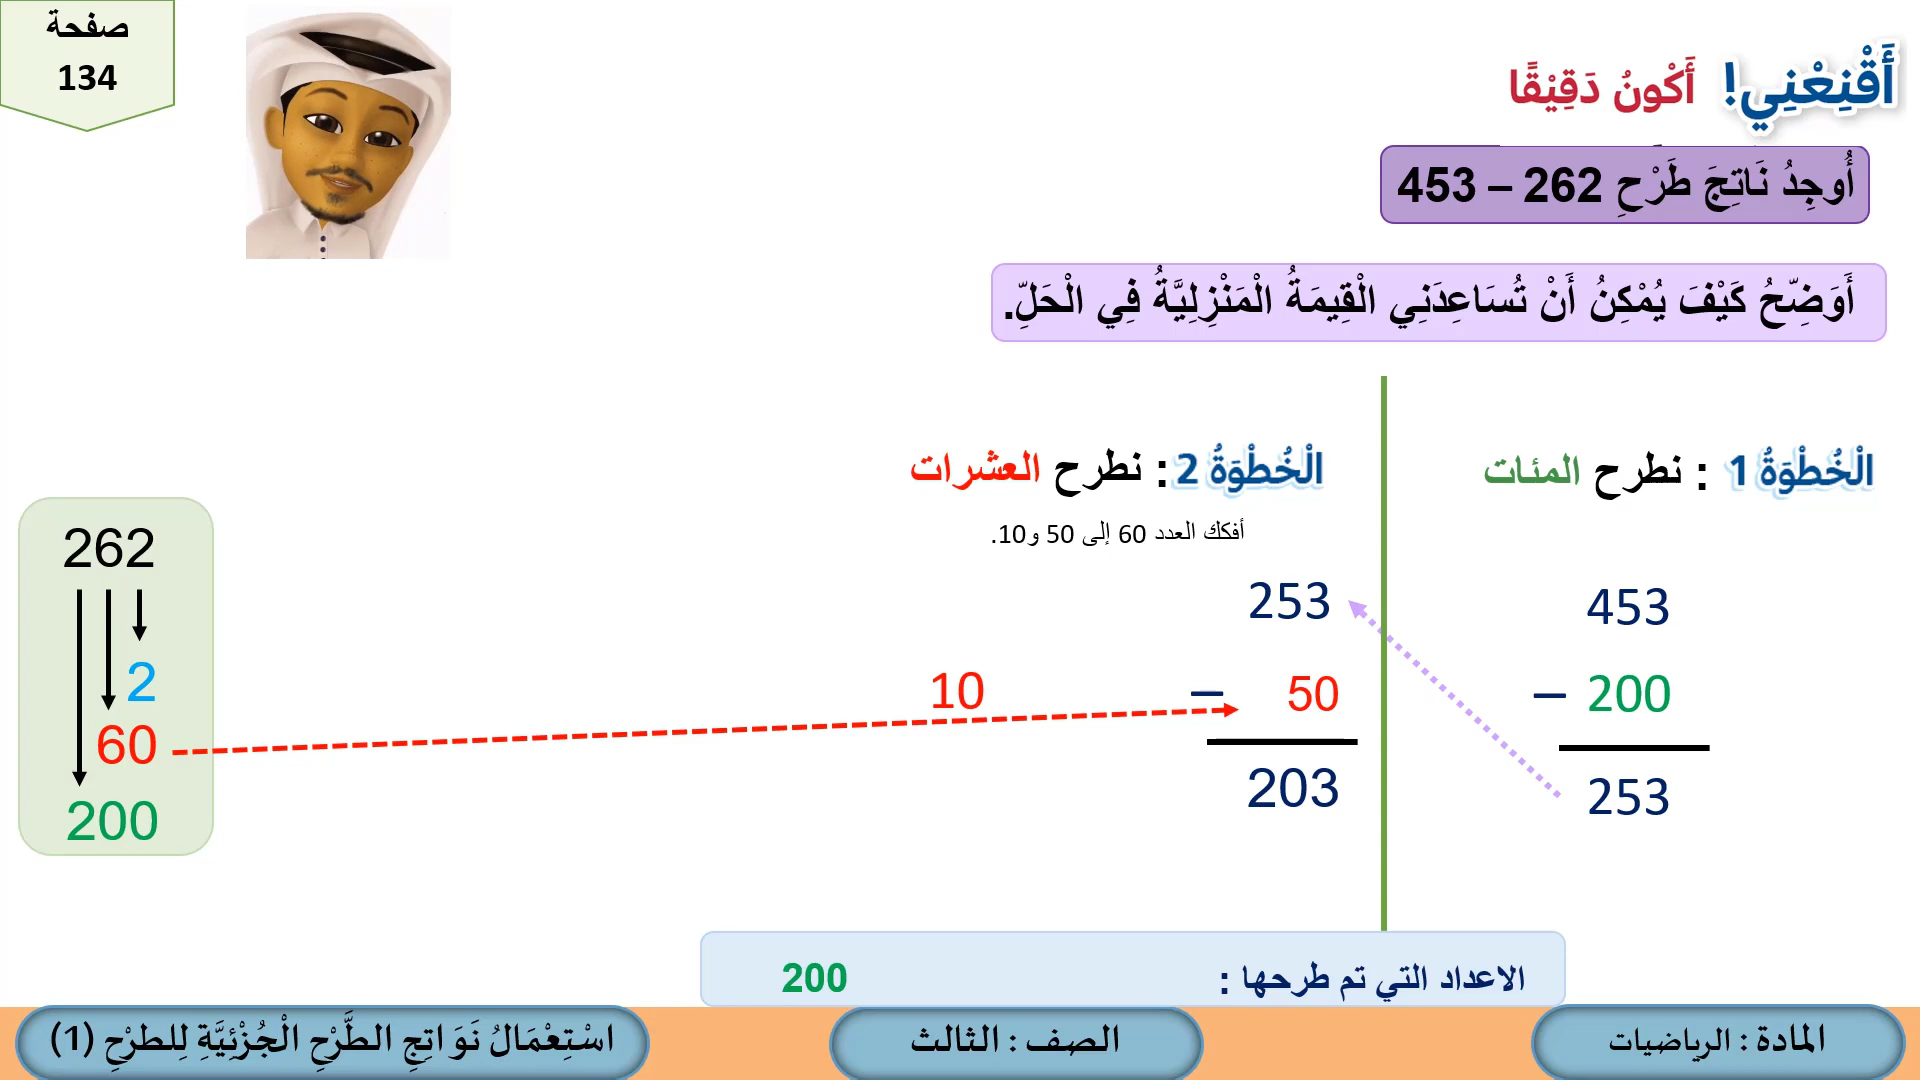 صفحة
134
أَقْنِعْنِي! أَكْونُ دَقِيْقًا
أُوجِدُ نَاتِجَ طَرْحِ 262 – 453
أَوَضِّحُ كَيْفَ يُمْكِنُ أَنْ تُسَاعِدَنِي الْقِيمَةُ الْمَنْزِلِيَّةُ فِي الْحَلِّ.
الْخُطْوَةُ 1 : نطرح المئات
453
– 200
253
الْخُطْوَةُ 2 : نطرح العشرات
أفكك العدد 60 إلى 50 و10.
253
– 50
203
10
262
2
60
200
الاعداد التي تم طرحها : 200
المادة : الرياضيات
الصف : الثالث
اسْتِعْمَالُ نَوَاتِجِ الطَّرْحِ الْجُزْئِيَّةِ لِلطرْحِ (1)